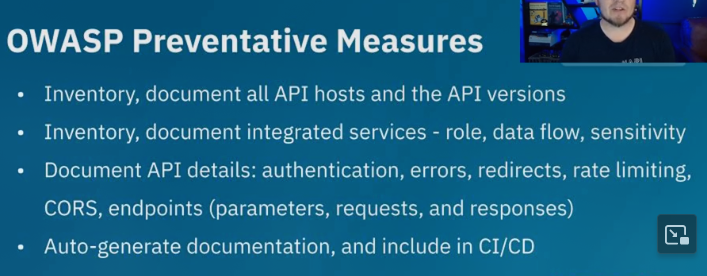 OWASP Preventative Measures
• Inventory, document all API hosts and the API versions
• Inventory, document integrated services - role, data flow, sensitivity
• Document API details: authentication, errors, redirects, rate limiting,
CORS, endpoints (parameters, requests, and responses)
• Auto-generate documentation, and include in CI/CD